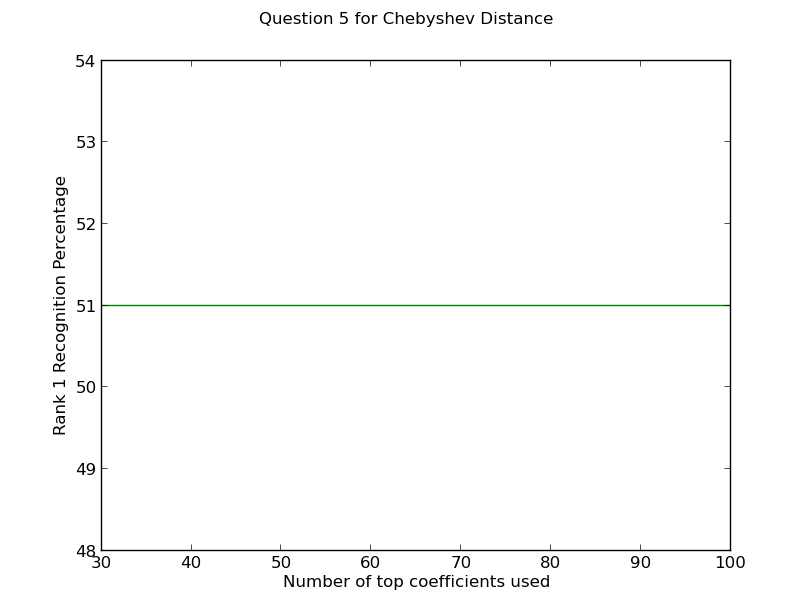 Question 5 for Chebyshev Distance
54
53
52
51
50
49
48
Rank 1 Recognition Percentage
30 40 50 60 70 80 90 100
Number of top coefficients used